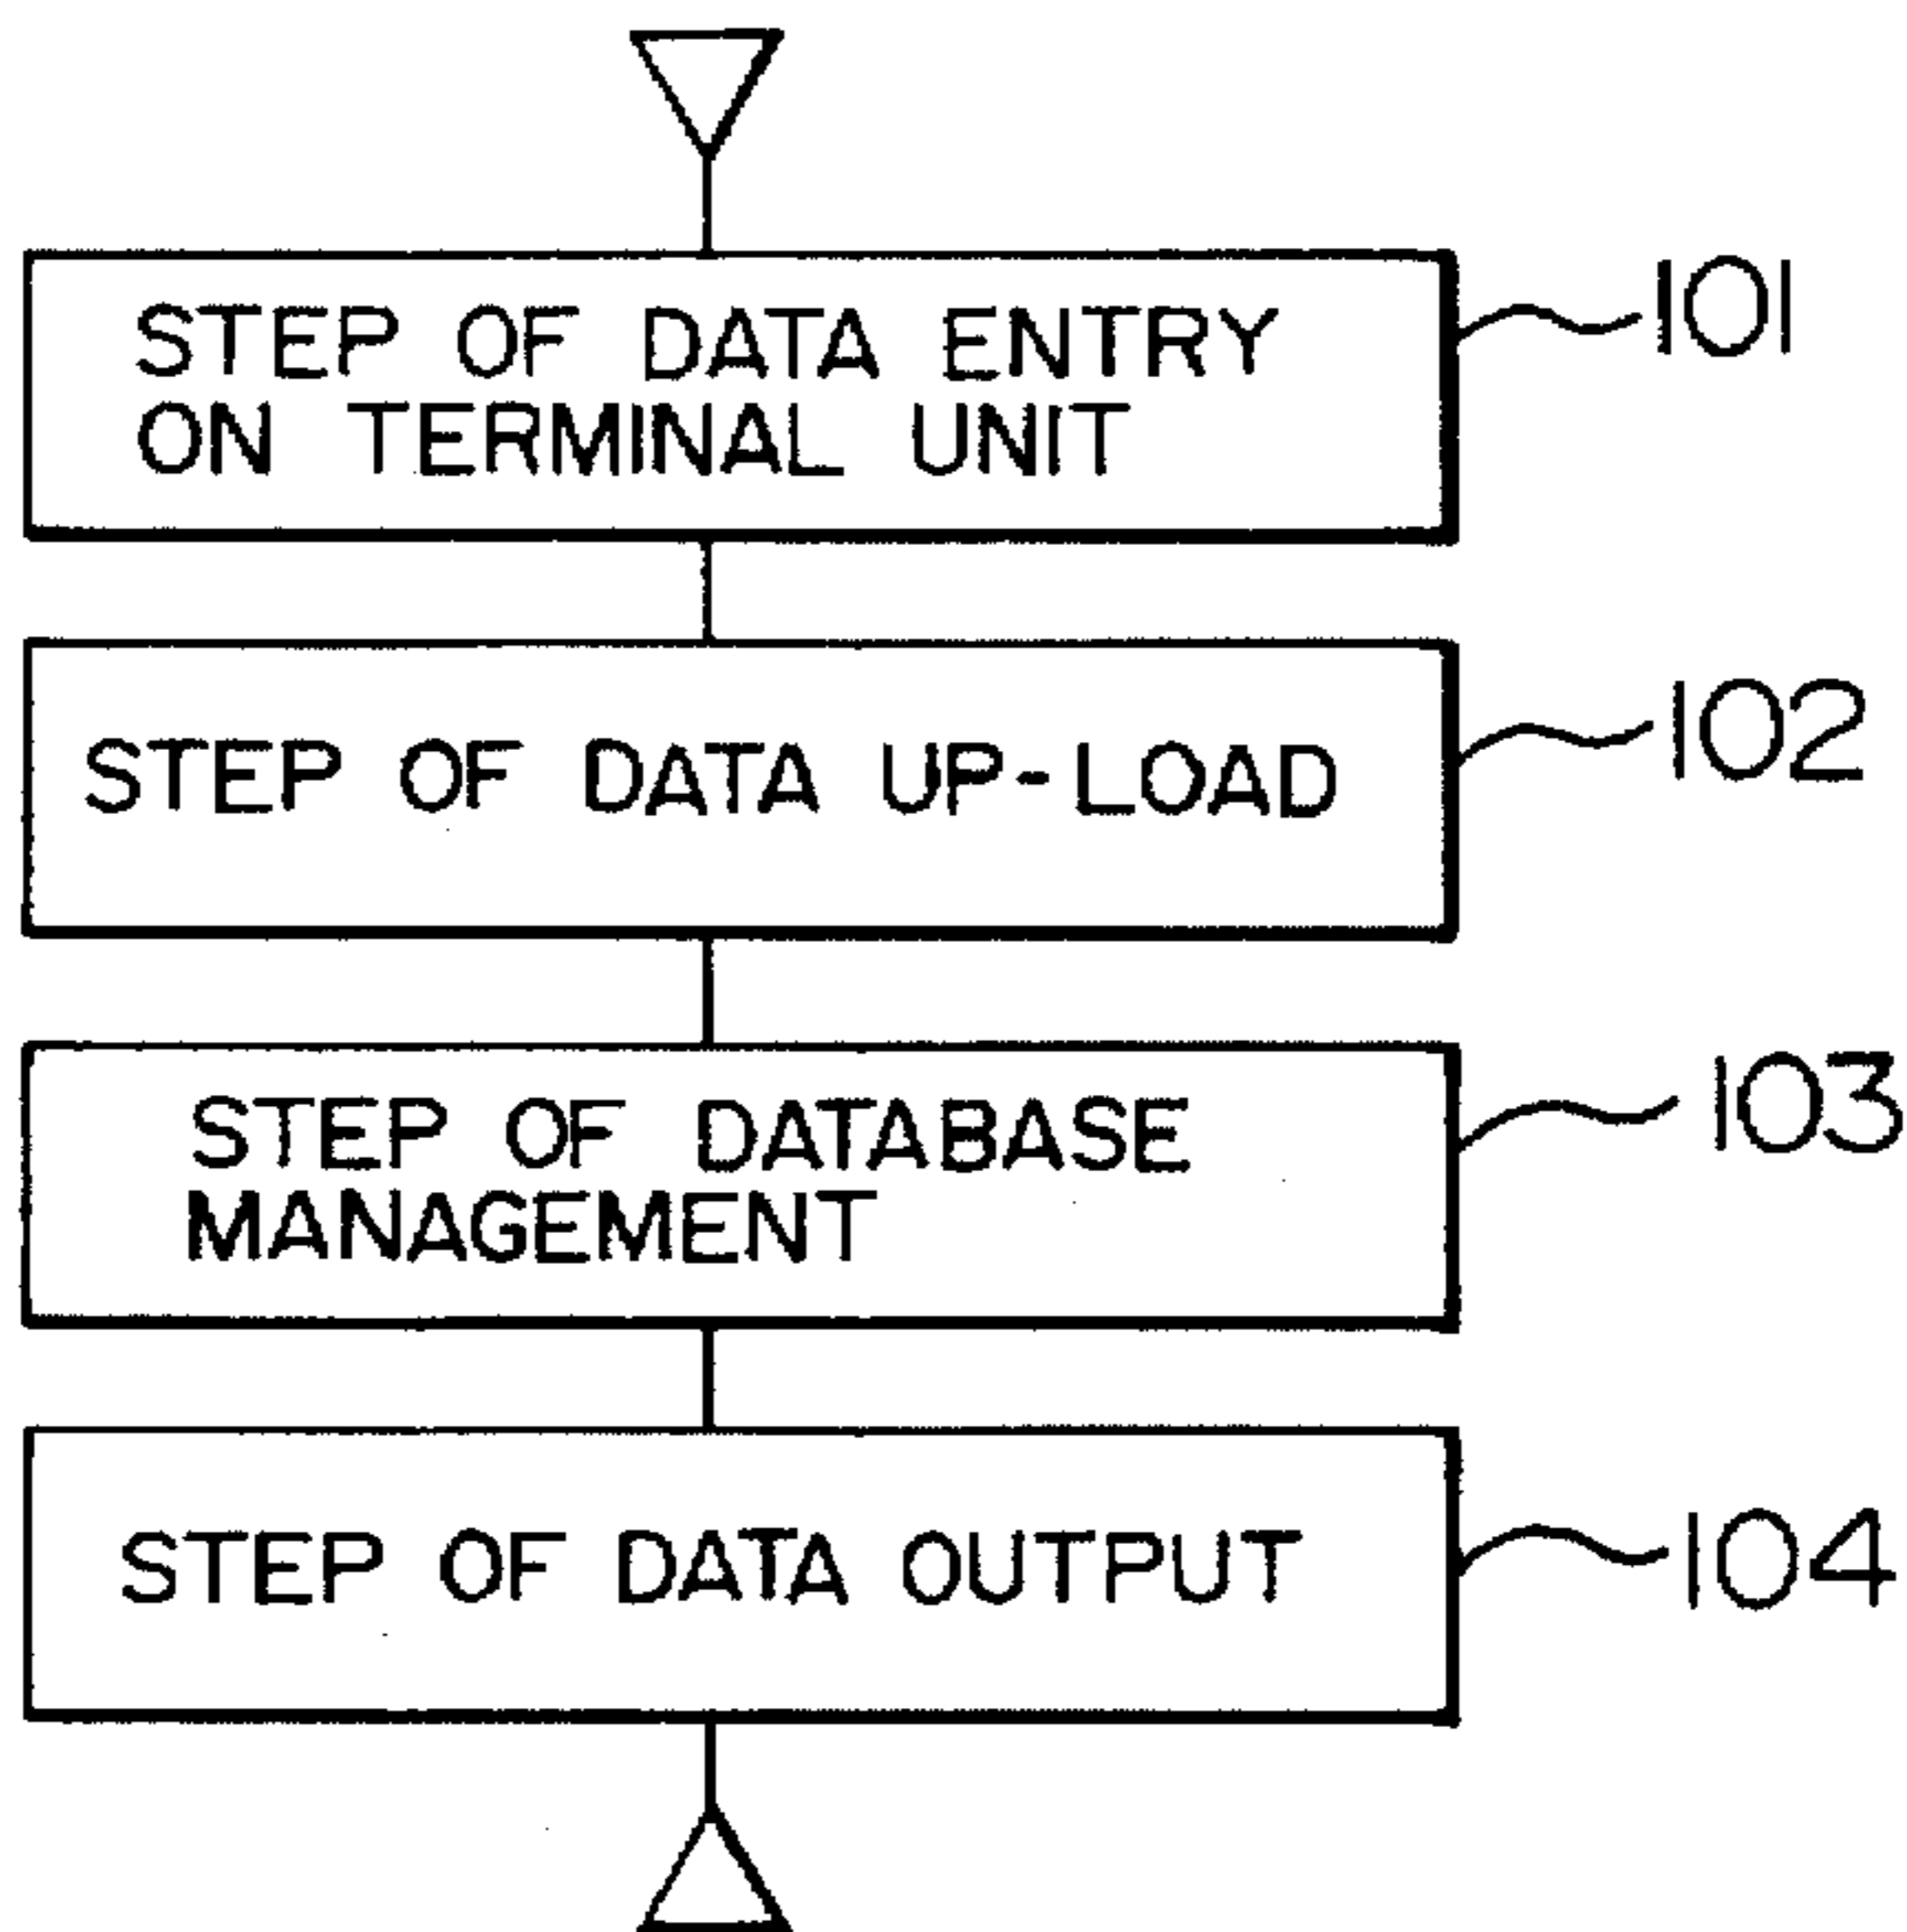 STEP OF DATA ENTRY
ON TERMINAL UNIT
101
STEP OF DATA UP-LOAD
102
STEP OF DATABASE
MANAGEMENT
103
STEP OF DATA OUTPUT
104